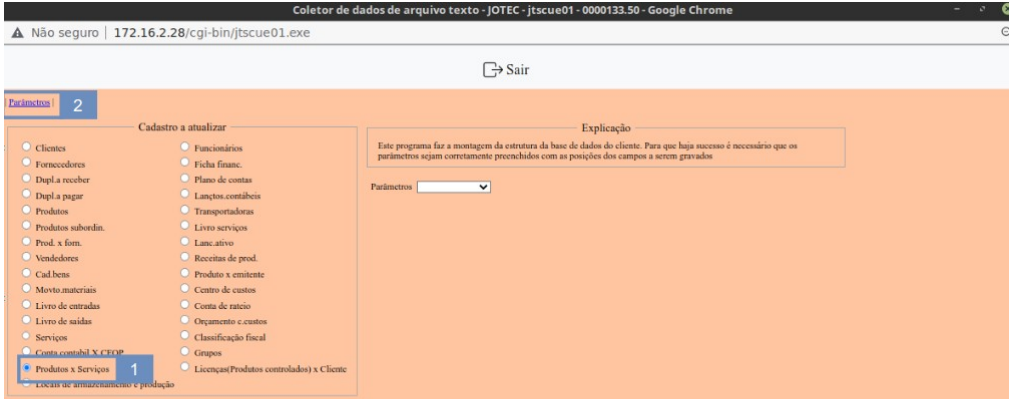 Coletor de dados de arquivo texto - JOTEC - jtscue01 - 0000133.50 - Google Chrome
Não seguro | 172.16.2.28/cgi-bin/jtscue01.exe
Sair
| Parâmetros |
2
Cadastro a atualizar
Clientes
Fornecedores
Dupl.a receber
Dupl.a pagar
Produtos
Produtos subordin.
Prod. x forn.
Vendedores
Cad.bens
Movto.materiais
Livro de entradas
Livro de saídas
Serviços
Conta contabil X CFOP
Produtos x Serviços
1
Locais de armazenamento e produção
Funcionários
Ficha financ.
Plano de contas
Lançtos.contábeis
Transportadoras
Livro serviços
Lanc.ativo
Receitas de prod.
Produto x emitente
Centro de custos
Conta de rateio
Orçamento c.custos
Classificação fiscal
Grupos
Licenças(Produtos controlados) x Cliente
Explicação
Este programa faz a montagem da estrutura da base de dados do cliente. Para que haja sucesso é necessário que os
parâmetros sejam corretamente preenchidos com as posições dos campos a serem gravados
Parâmetros